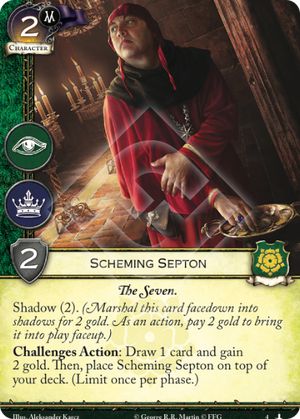 2
CHARACTER
2
SCHEMING SEPTON
The Seven.
Shadow (2). (Marshal this card facedown into
shadows for 2 gold. As an action, pay 2 gold to bring
it into play faceup.)
Challenges Action: Draw 1 card and gain
2 gold. Then, place Scheming Septon on top of
your deck. (Limit once per phase.)
Illus. Aleksander Karcz
© George R.R. Martin © FFG
4